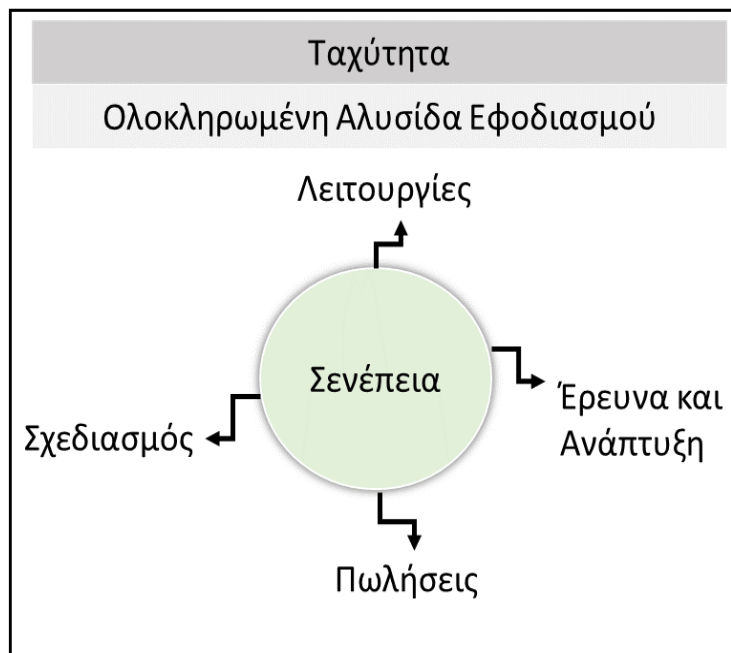 Ταχύτητα
Ολοκληρωμένη Αλυσίδα Εφοδιασμού
Λειτουργίες
Σενέπεια
Έρευνα και
Ανάπτυξη
Σχεδιασμός
Πωλήσεις